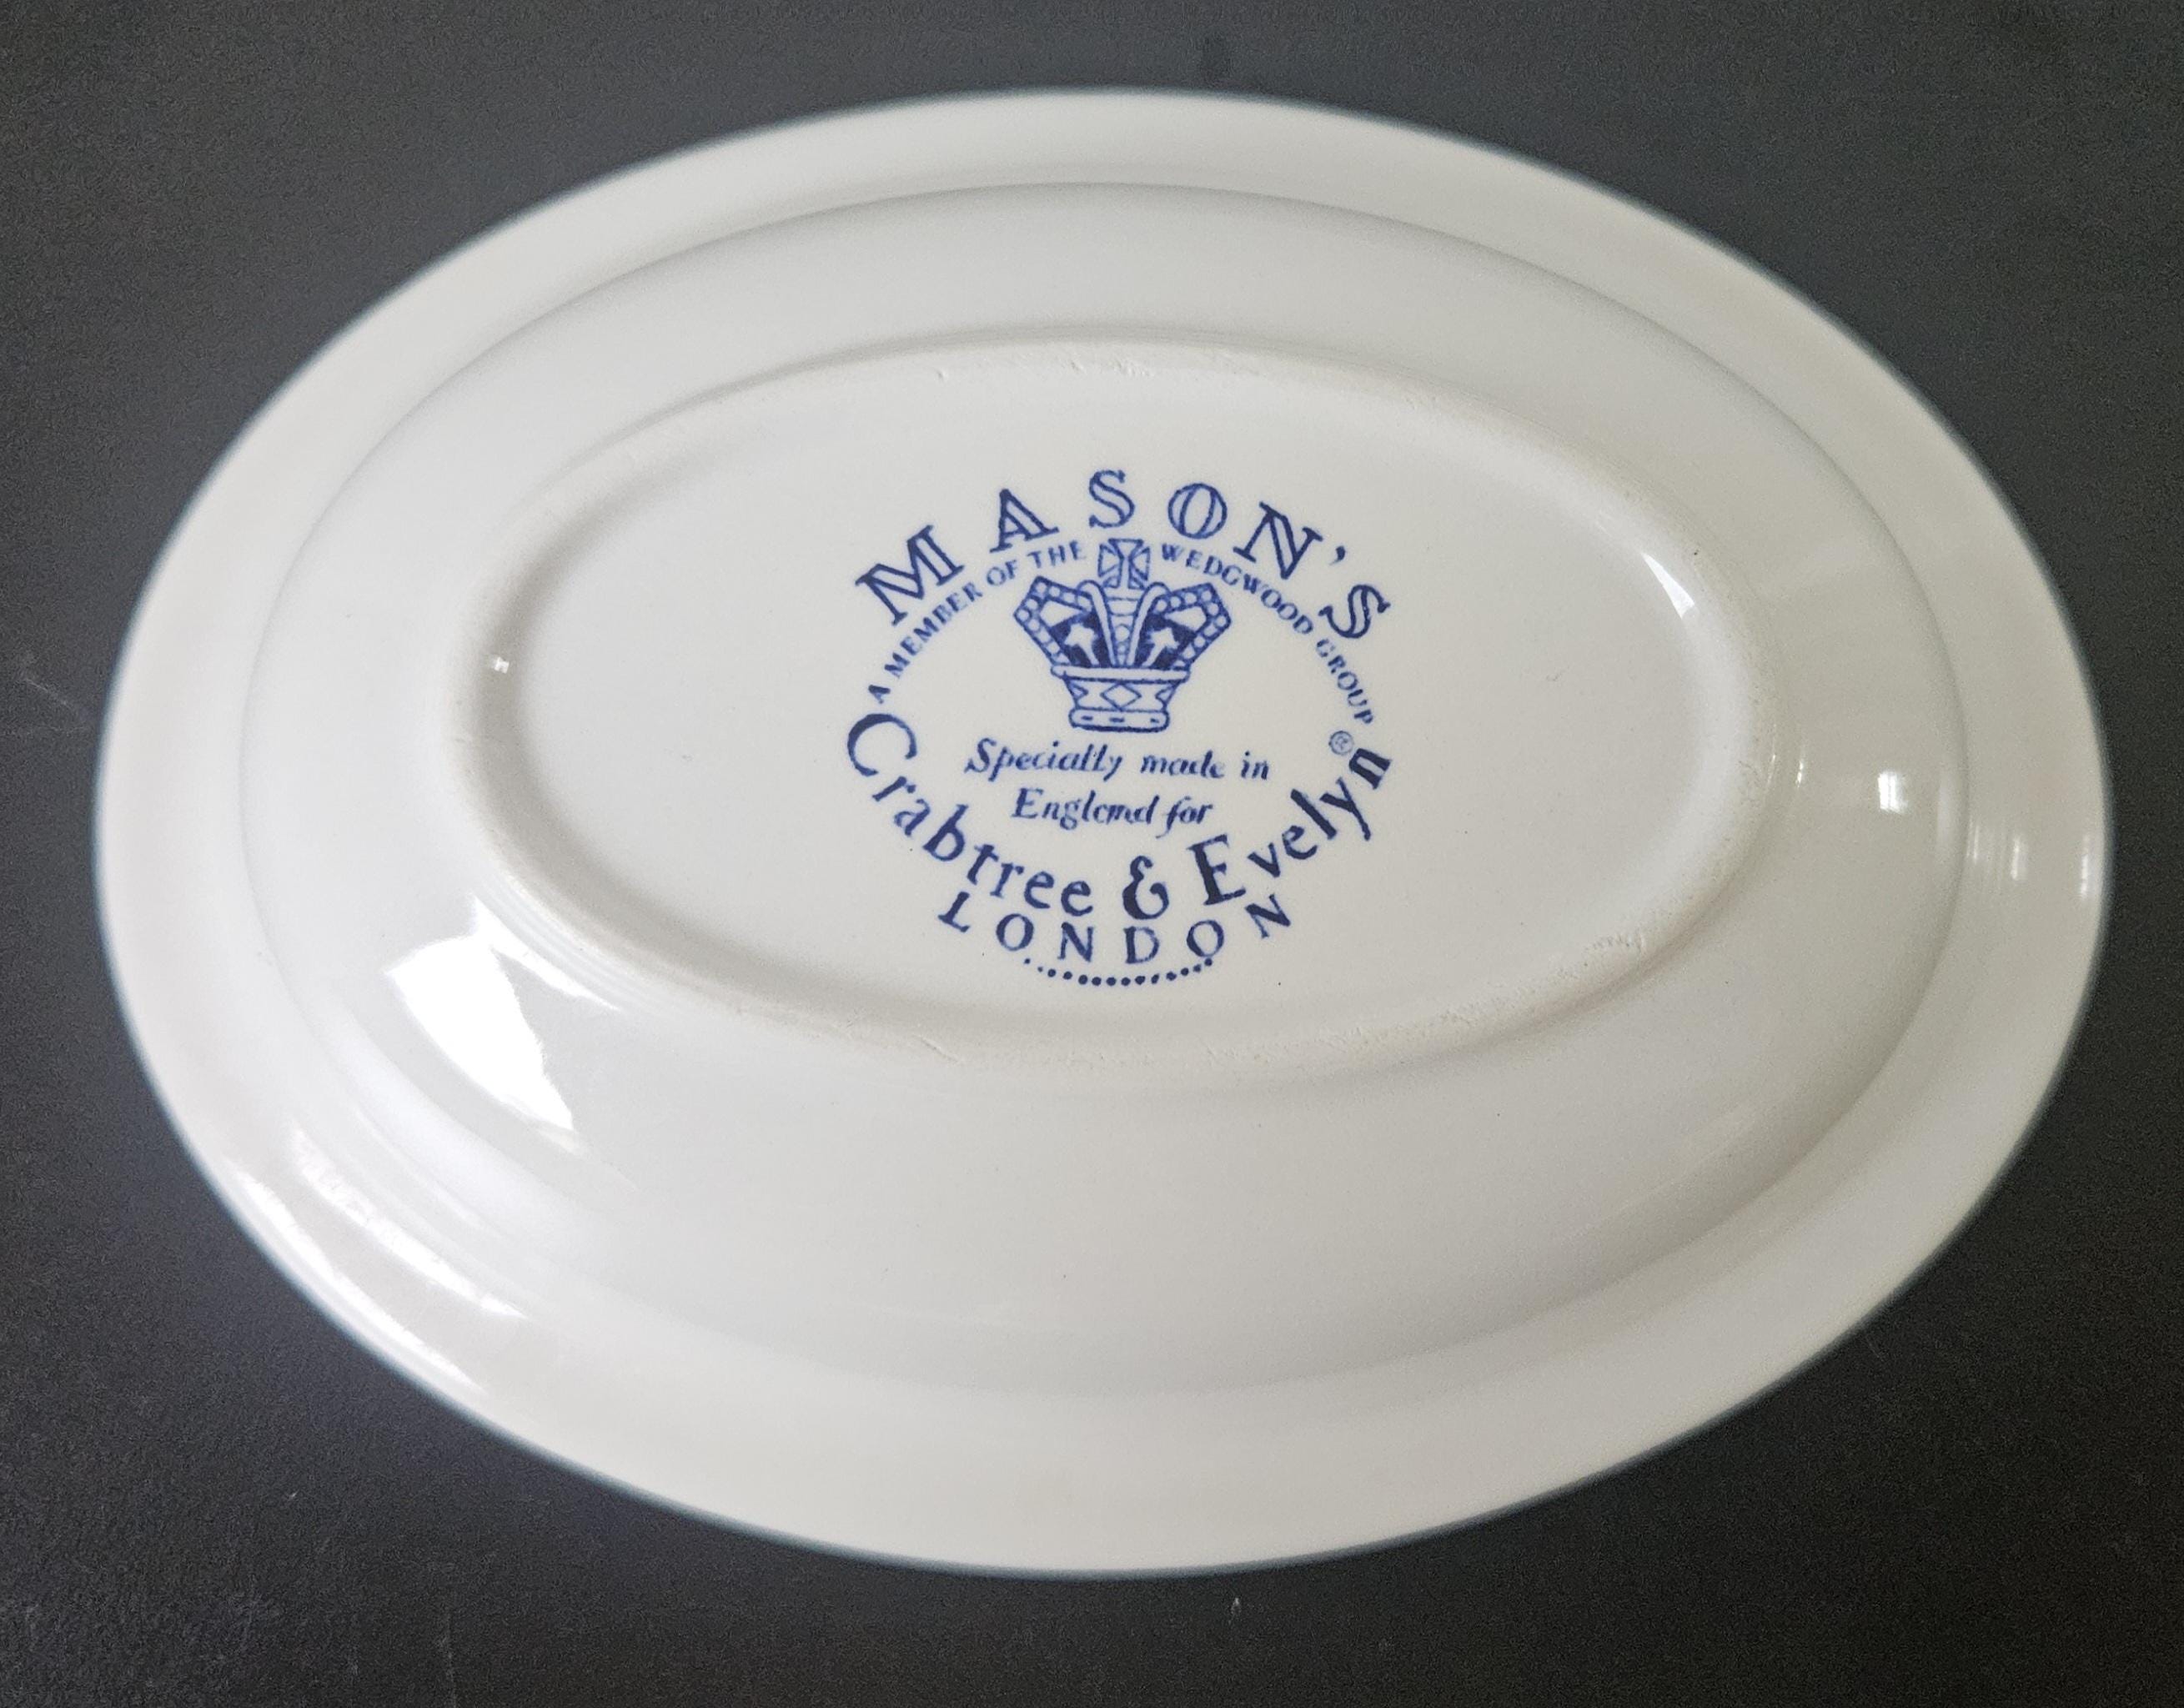 MASON'S
A MEMBER OF THE WEDGWOOD GROUP
Specially made in
England for
Crabtree & Evelyn®
LONDON